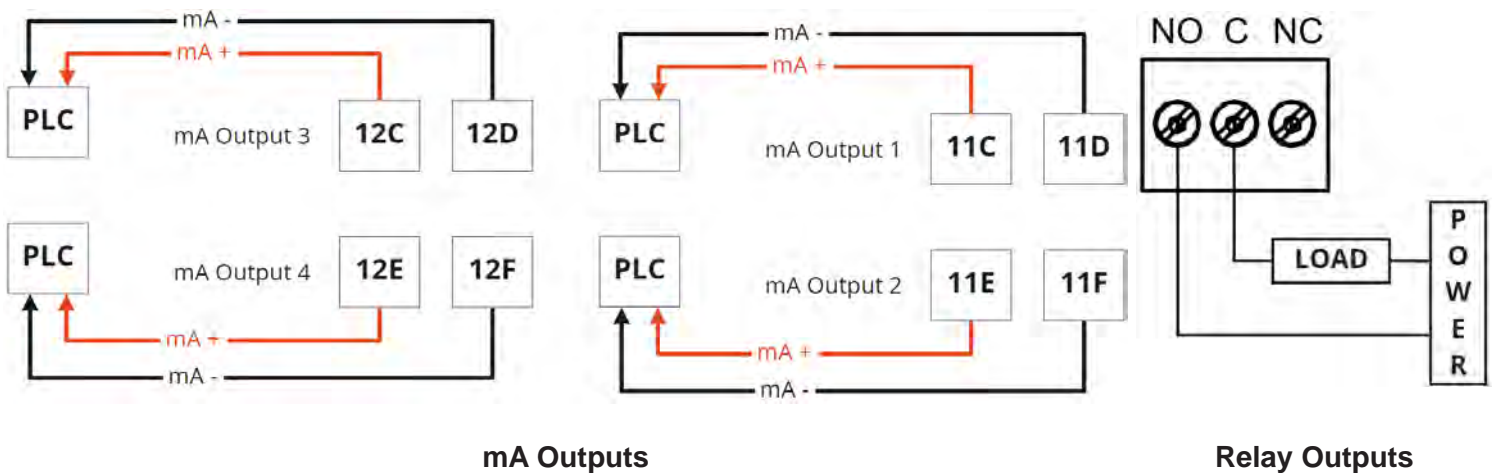 mA -
mA +
PLC
mA Output 3
12C
12D
PLC
mA Output 4
12E
12F
mA +
mA -
mA -
mA +
PLC
mA Output 1
11C
11D
PLC
mA Output 2
11E
11F
mA +
mA -
NO C NC
LOAD
P
O
W
E
R
mA Outputs
Relay Outputs